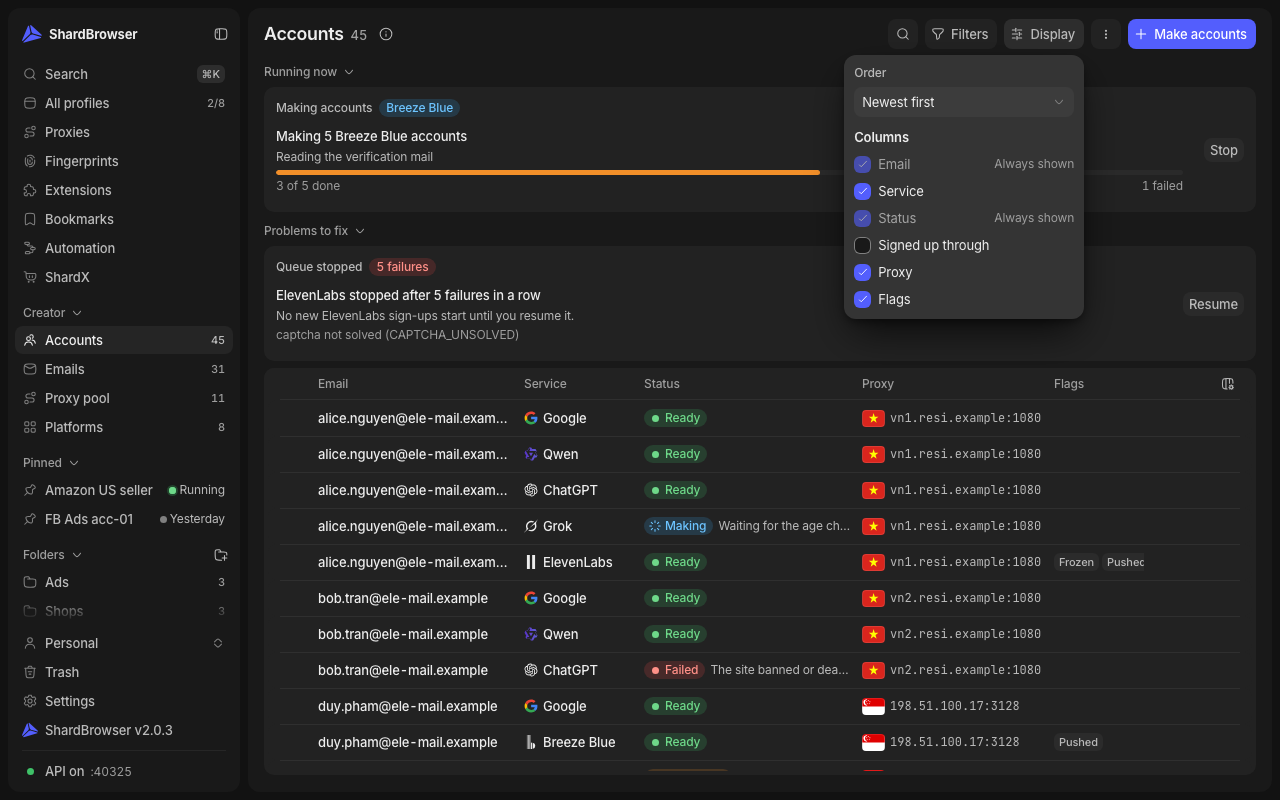 ShardBrowser
Search ⌘K
All profiles 2/8
Proxies
Fingerprints
Extensions
Bookmarks
Automation
ShardX
Creator
Accounts 45
Emails 31
Proxy pool 11
Platforms 8
Pinned
Amazon US seller Running
FB Ads acc-01 Yesterday
Folders
Ads 3
Shops 3
Personal
Trash
Settings
ShardBrowser v2.0.3
API on :40325
Accounts 45
Filters
Display
Make accounts
Running now
Making accounts Breeze Blue
Making 5 Breeze Blue accounts
Reading the verification mail
3 of 5 done
1 failed
Stop
Problems to fix
Queue stopped 5 failures
ElevenLabs stopped after 5 failures in a row
No new ElevenLabs sign-ups start until you resume it.
captcha not solved (CAPTCHA_UNSOLVED)
Resume
Order
Newest first
Columns
Email Always shown
Service
Status Always shown
Signed up through
Proxy
Flags
Email Service Status Proxy Flags
alice.nguyen@ele-mail.exam... Google Ready vn1.resi.example:1080
alice.nguyen@ele-mail.exam... Qwen Ready vn1.resi.example:1080
alice.nguyen@ele-mail.exam... ChatGPT Ready vn1.resi.example:1080
alice.nguyen@ele-mail.exam... Grok Making Waiting for the age ch... vn1.resi.example:1080
alice.nguyen@ele-mail.exam... ElevenLabs Ready vn1.resi.example:1080 Frozen Pushed
bob.tran@ele-mail.example Google Ready vn2.resi.example:1080
bob.tran@ele-mail.example Qwen Ready vn2.resi.example:1080
bob.tran@ele-mail.example ChatGPT Failed The site banned or dea... vn2.resi.example:1080
duy.pham@ele-mail.example Google Ready 198.51.100.17:3128
duy.pham@ele-mail.example Breeze Blue Ready 198.51.100.17:3128 Pushed